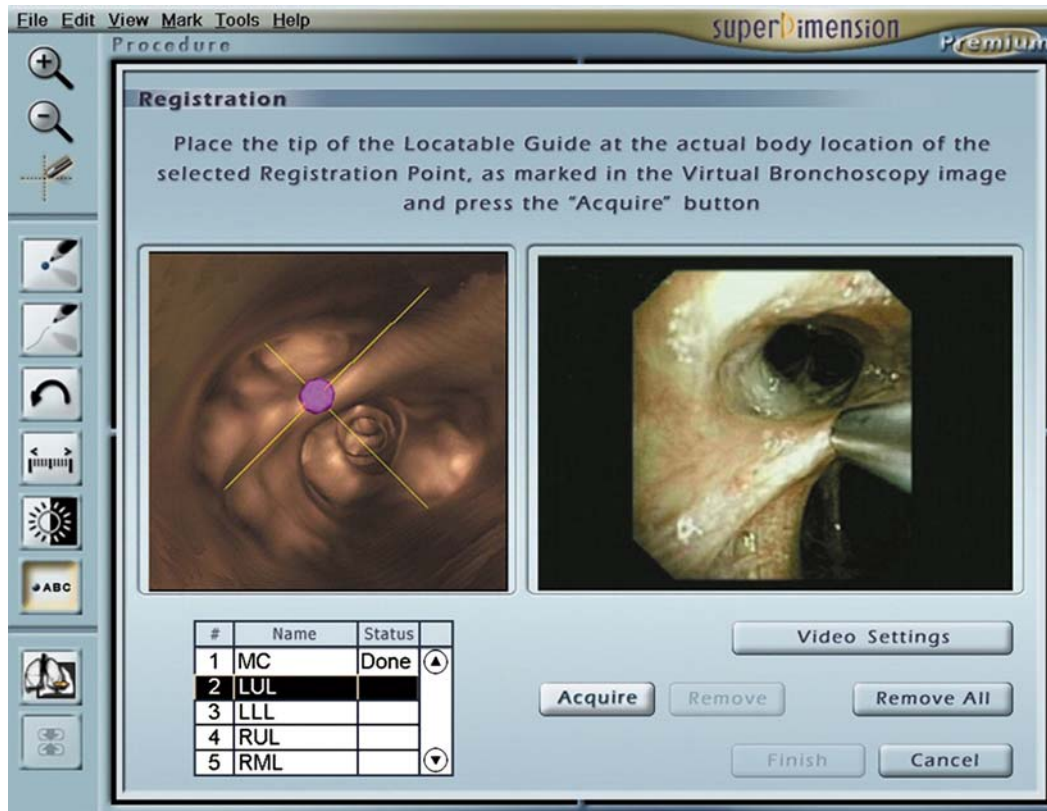 File Edit View Mark Tools Help
superDimension
Premium
Procedure
Registration
Place the tip of the Locatable Guide at the actual body location of the
selected Registration Point, as marked in the Virtual Bronchoscopy image
and press the “Acquire” button
ABC
# Name Status
1 MC Done
2 LUL
3 LLL
4 RUL
5 RML
Video Settings
Acquire Remove Remove All
Finish Cancel